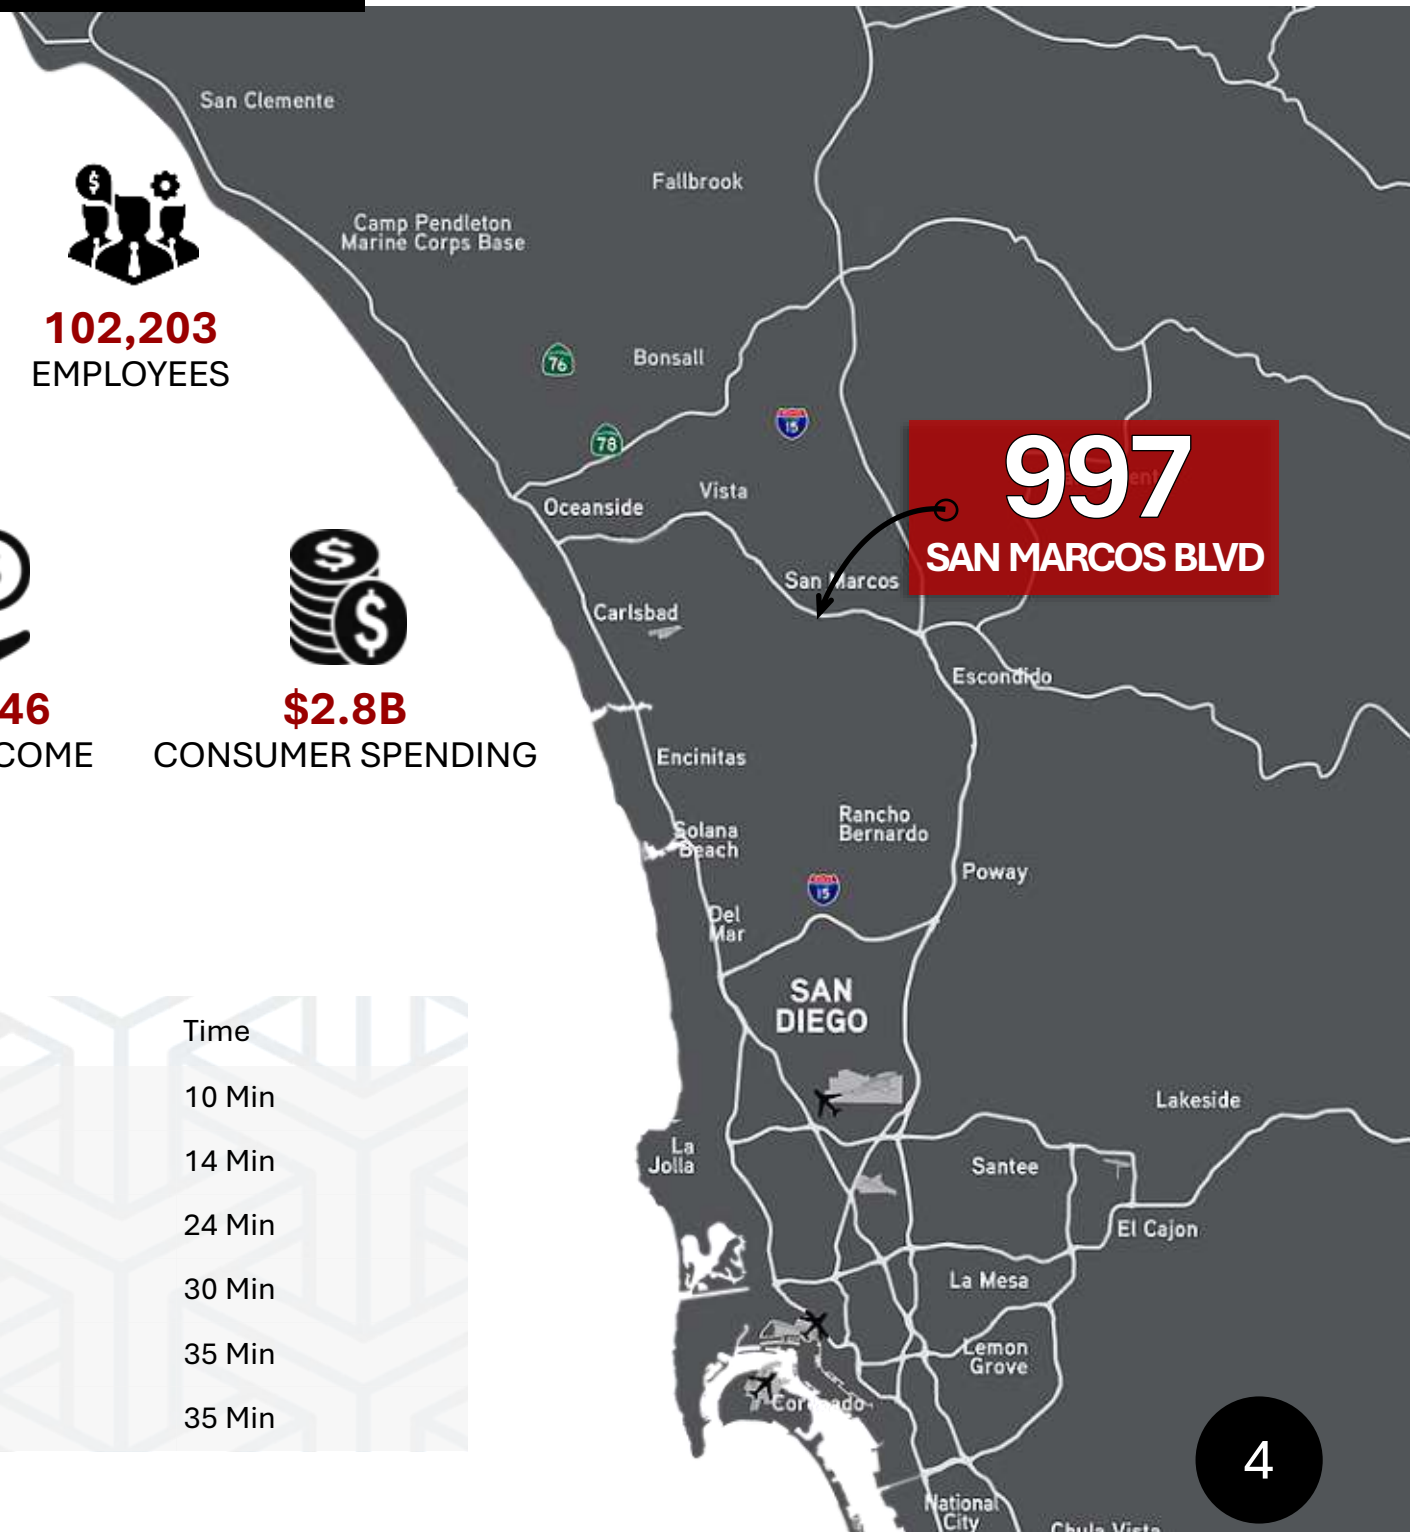 San Clemente
Fallbrook
Camp Pendleton
Marine Corps Base
102,203
EMPLOYEES
76
Bonsall
78
15
997
SAN MARCOS BLVD
Vista
Oceanside
San Marcos
Carlsbad
Escondido
46
COME
$2.8B
CONSUMER SPENDING
Encinitas
Rancho
Bernardo
Solana
Beach
Poway
15
Del
Mar
SAN
DIEGO
Time
10 Min
14 Min
24 Min
30 Min
35 Min
35 Min
Lakeside
La
Jolla
Santee
El Cajon
La Mesa
Lemon
Grove
Coronado
National
City
Chula Vista
4